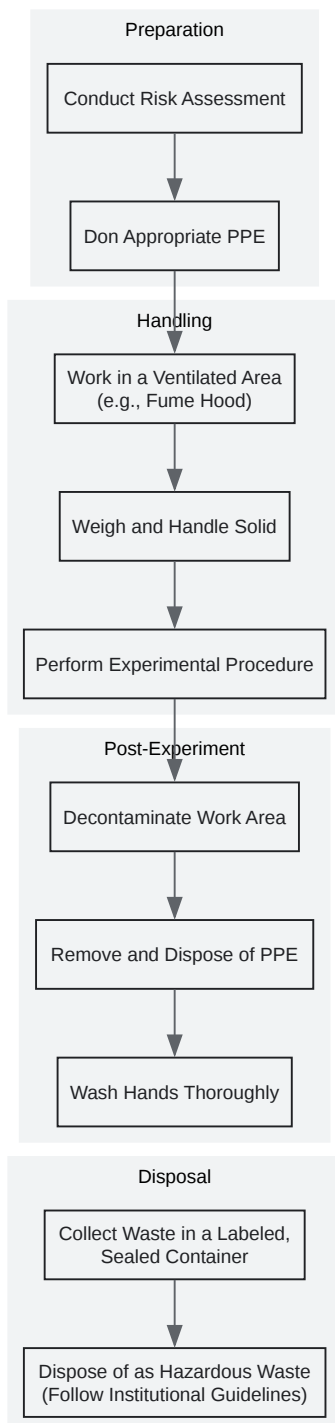 Preparation
Conduct Risk Assessment
Don Appropriate PPE
Handling
Work in a Ventilated Area
(e.g., Fume Hood)
Weigh and Handle Solid
Perform Experimental Procedure
Post-Experiment
Decontaminate Work Area
Remove and Dispose of PPE
Wash Hands Thoroughly
Disposal
Collect Waste in a Labeled,
Sealed Container
Dispose of as Hazardous Waste
(Follow Institutional Guidelines)